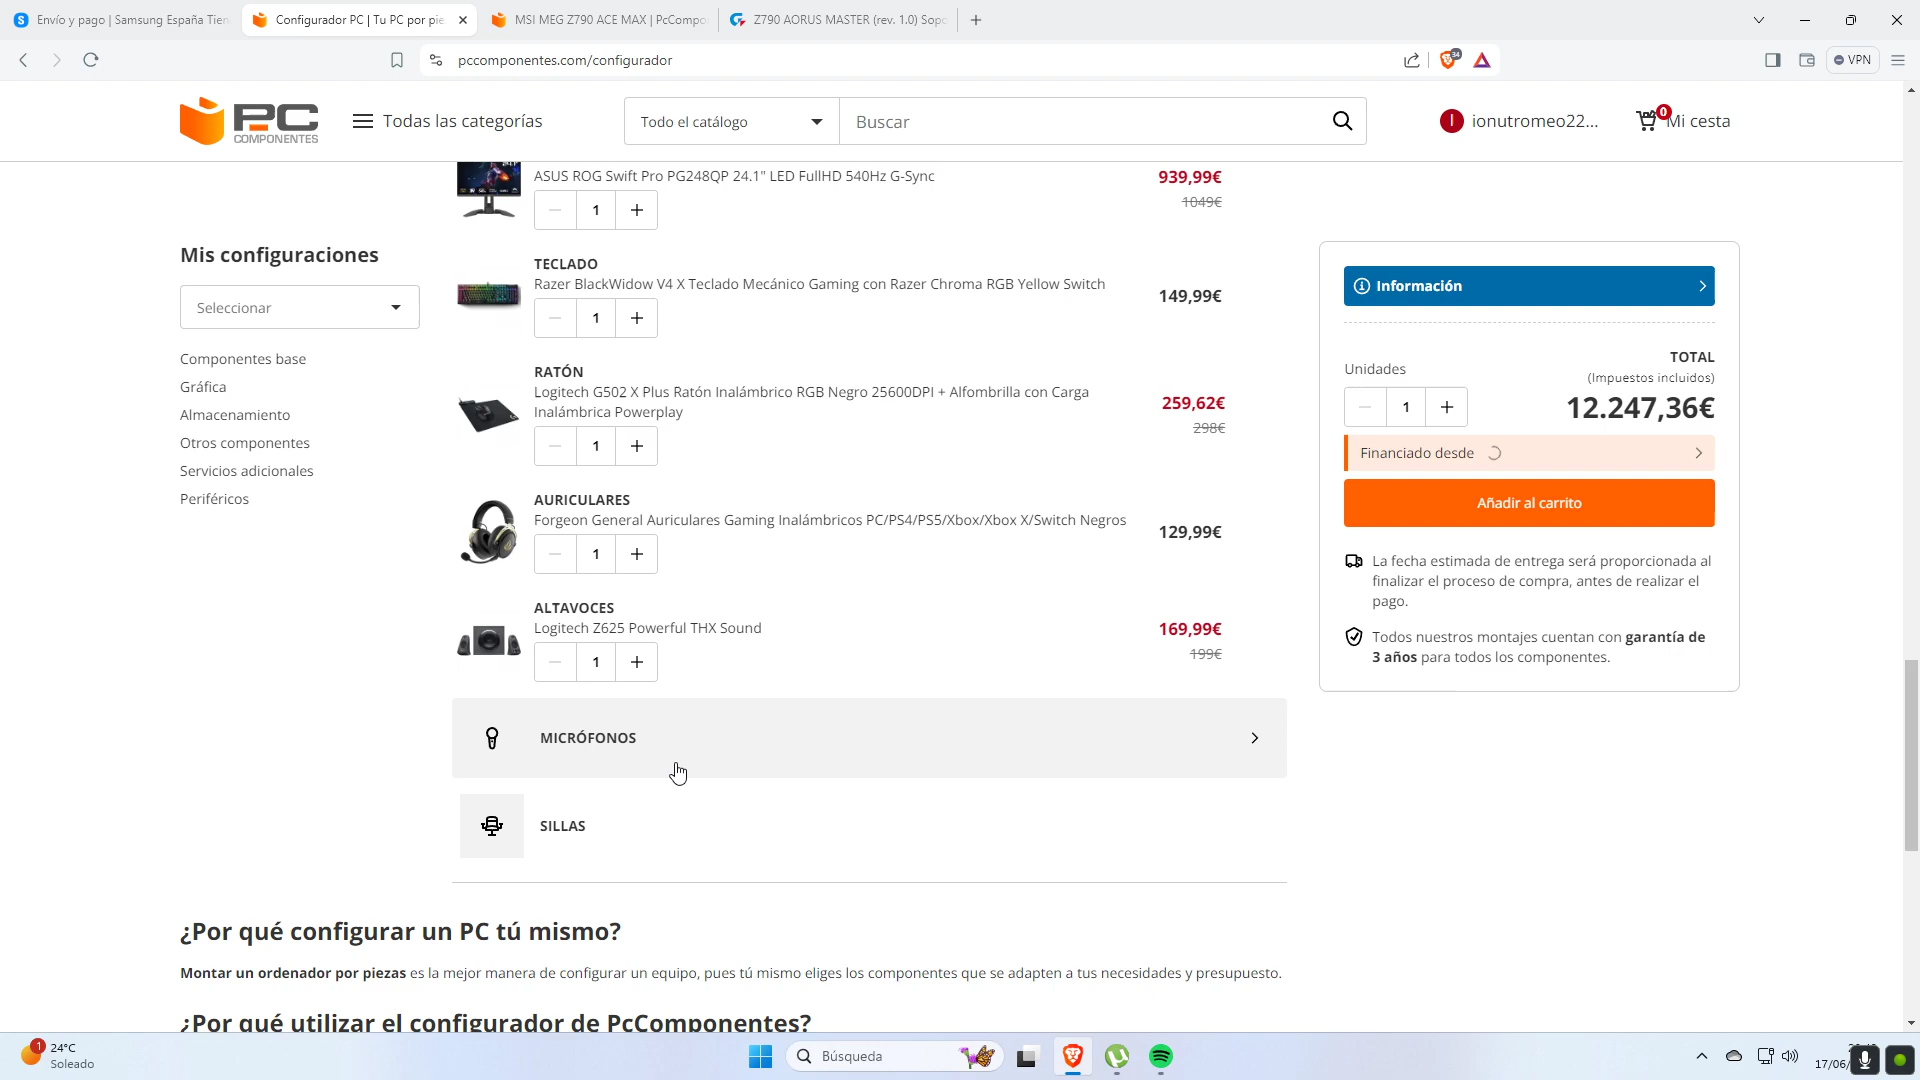 Envío y pago | Samsung España Tien
Configurador PC | Tu PC por pie
MSI MEG Z790 ACE MAX | PcCompo
Z790 AORUS MASTER (rev. 1.0) Sopo
pccomponentes.com/configurador
34
VPN
PC
COMPONENTES
Todas las categorías
Todo el catálogo
Buscar
I
ionutromeo22...
0
Mi cesta
ASUS ROG Swift Pro PG248QP 24.1" LED FullHD 540Hz G-Sync
939,99€
1049€
1
Mis configuraciones
Seleccionar
Componentes base
Gráfica
Almacenamiento
Otros componentes
Servicios adicionales
Periféricos
TECLADO
Razer BlackWidow V4 X Teclado Mecánico Gaming con Razer Chroma RGB Yellow Switch
149,99€
1
RATÓN
Logitech G502 X Plus Ratón Inalámbrico RGB Negro 25600DPI + Alfombrilla con Carga
Inalámbrica Powerplay
259,62€
298€
1
AURICULARES
Forgeon General Auriculares Gaming Inalámbricos PC/PS4/PS5/Xbox/Xbox X/Switch Negros
129,99€
1
ALTAVOCES
Logitech Z625 Powerful THX Sound
169,99€
199€
1
MICRÓFONOS
SILLAS
Información
TOTAL
Unidades
(Impuestos incluidos)
1
12.247,36€
Financiado desde
Añadir al carrito
La fecha estimada de entrega será proporcionada al
finalizar el proceso de compra, antes de realizar el
pago.
Todos nuestros montajes cuentan con garantía de
3 años para todos los componentes.
¿Por qué configurar un PC tú mismo?
Montar un ordenador por piezas es la mejor manera de configurar un equipo, pues tú mismo eliges los componentes que se adapten a tus necesidades y presupuesto.
¿Por qué utilizar el configurador de PcComponentes?
1
24°C
Soleado
Búsqueda
17/06/